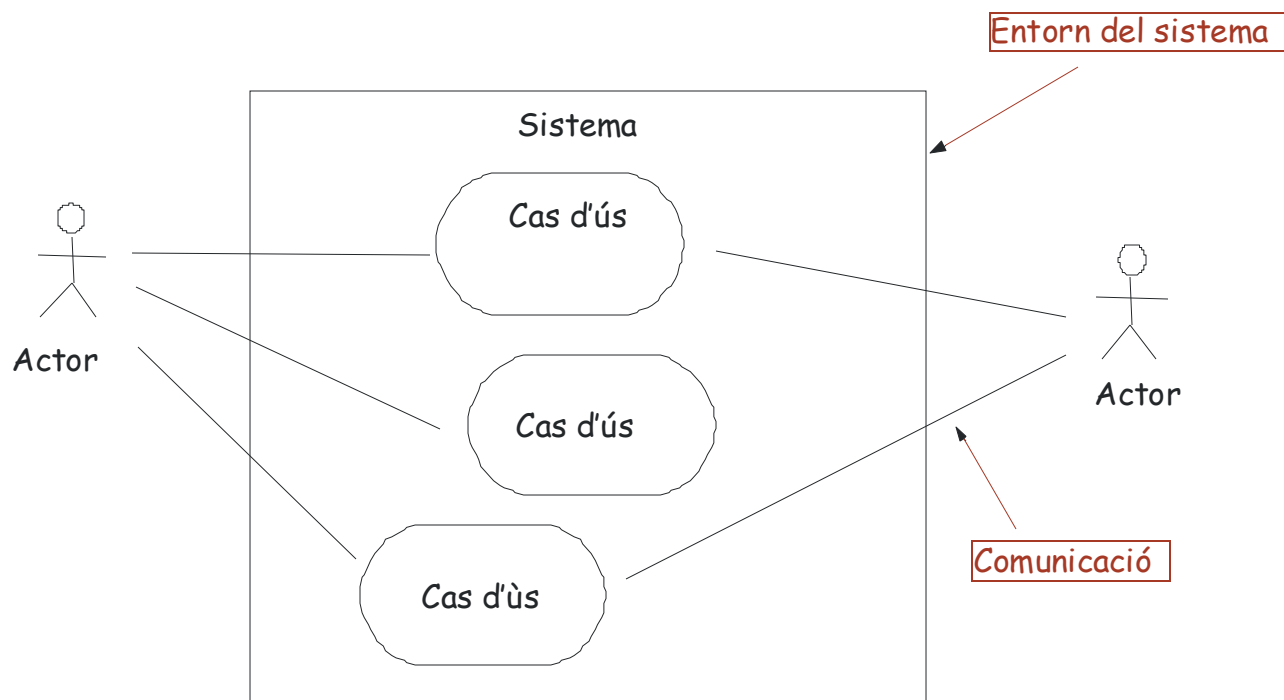 Entorn del sistema
Sistema
Cas d'ús
Actor
Actor
Cas d'ús
Comunicació
Cas d'ùs